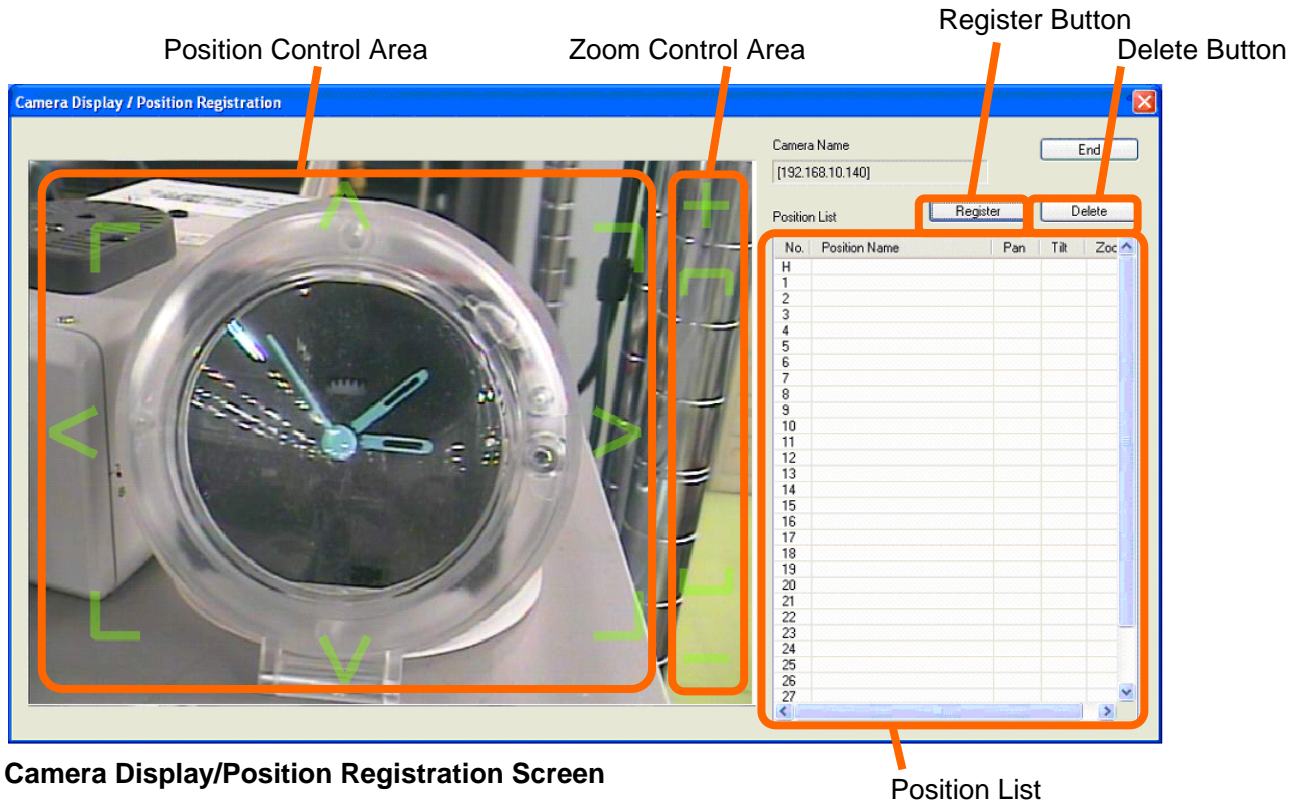 Register Button
Position Control Area Zoom Control Area Delete Button
Camera Display / Position Registration
Camera Name
End
[192.168.10.140]
Position List Register Delete
No. Position Name Pan Tilt Zoc
H
1
2
3
4
5
6
7
8
9
10
11
12
13
14
15
16
17
18
19
20
21
22
23
24
25
26
27
Camera Display/Position Registration Screen
Position List